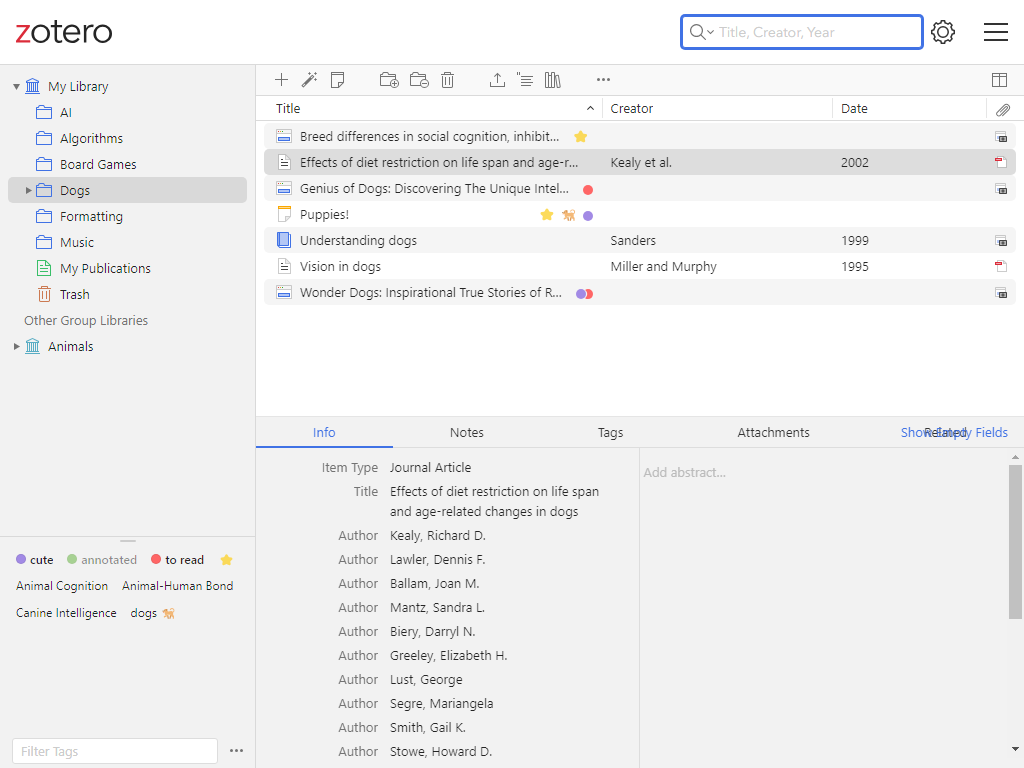 zotero
Title, Creator, Year
My Library
AI
Algorithms
Board Games
Dogs
Formatting
Music
My Publications
Trash
Other Group Libraries
Animals
cute annotated to read
Animal Cognition Animal-Human Bond
Canine Intelligence dogs
Filter Tags
Title Creator Date
Breed differences in social cognition, inhibit...
Effects of diet restriction on life span and age-r... Kealy et al. 2002
Genius of Dogs: Discovering The Unique Intel...
Puppies!
Understanding dogs Sanders 1999
Vision in dogs Miller and Murphy 1995
Wonder Dogs: Inspirational True Stories of R...
Info Notes Tags Attachments Related Show Empty Fields
Item Type Journal Article
Title Effects of diet restriction on life span
and age-related changes in dogs
Author Kealy, Richard D.
Author Lawler, Dennis F.
Author Ballam, Joan M.
Author Mantz, Sandra L.
Author Biery, Darryl N.
Author Greeley, Elizabeth H.
Author Lust, George
Author Segre, Mariangela
Author Smith, Gail K.
Author Stowe, Howard D.
Add abstract...